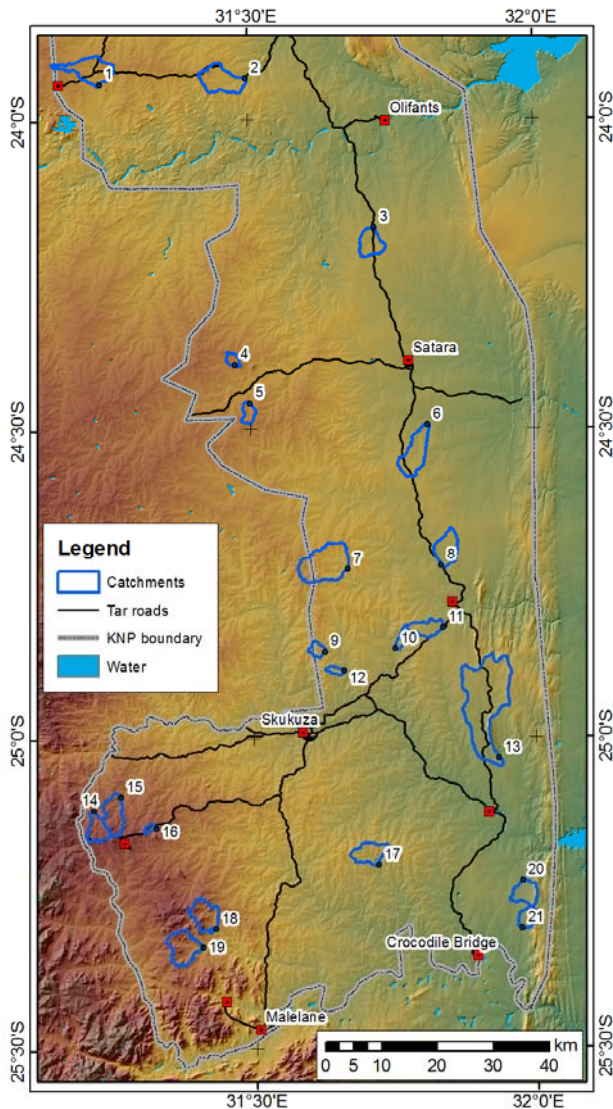 31°30'E
32°0'E
1
2
Olifants
24°0'S
24°0'S
3
Satara
4
5
6
24°30'S
24°30'S
Legend
Catchments
Tar roads
KNP boundary
Water
7
8
9
10
11
12
Skukuza
25°0'S
25°0'S
13
14
15
16
17
18
19
20
21
Crocodile Bridge
Malelane
km
0 5 10 20 30 40
25°30'S
25°30'S
31°30'E
32°0'E